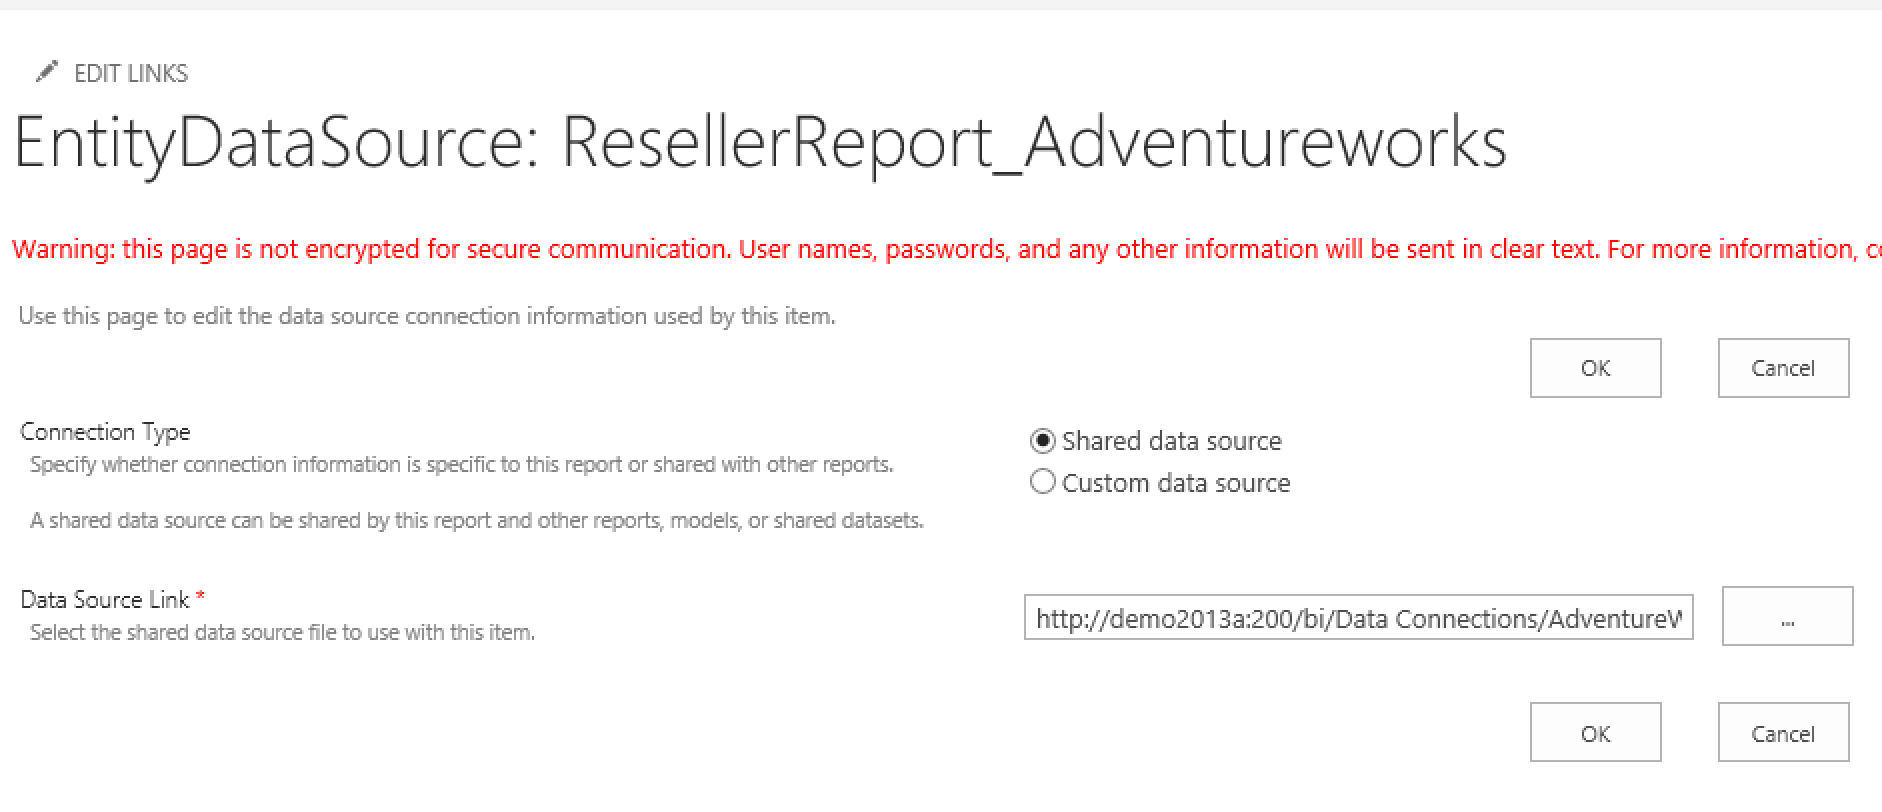 EDIT LINKS
EntityDataSource: ResellerReport_Adventureworks
Warning: this page is not encrypted for secure communication. User names, passwords, and any other information will be sent in clear text. For more information,
Use this page to edit the data source connection information used by this item.
OK Cancel
Connection Type
Specify whether connection information is specific to this report or shared with other reports.
A shared data source can be shared by this report and other reports, models, or shared datasets.
Shared data source
Custom data source
Data Source Link *
Select the shared data source file to use with this item.
http://demo2013a:200/bi/Data Connections/AdventureW
...
OK Cancel